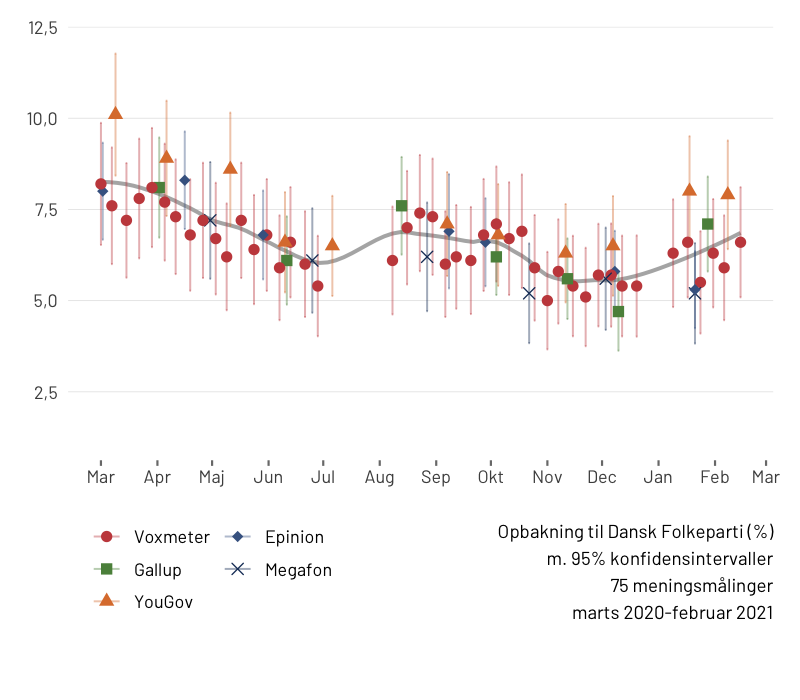 12,5
10,0
7,5
5,0
2,5
Mar Apr Maj Jun Jul Aug Sep Okt Nov Dec Jan Feb Mar
Voxmeter Epinion
Gallup Megafon
YouGov
Opbakning til Dansk Folkeparti (%)
m. 95% konfidensintervaller
75 meningsmålinger
marts 2020-februar 2021